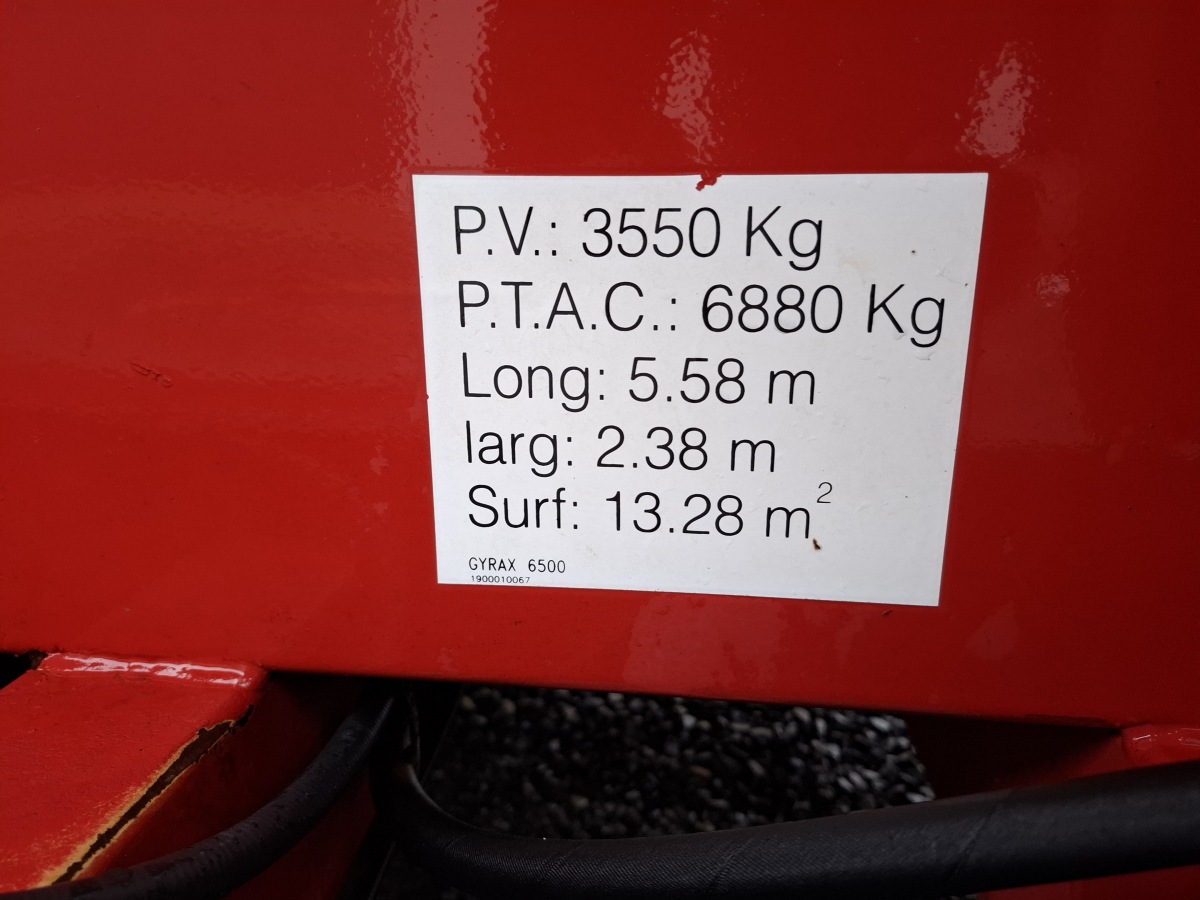 P.V.: 3550 Kg
P.T.A.C.: 6880 Kg
Long: 5.58 m
larg: 2.38 m
Surf: 13.28 m²
GYRAX 6500
1900010067